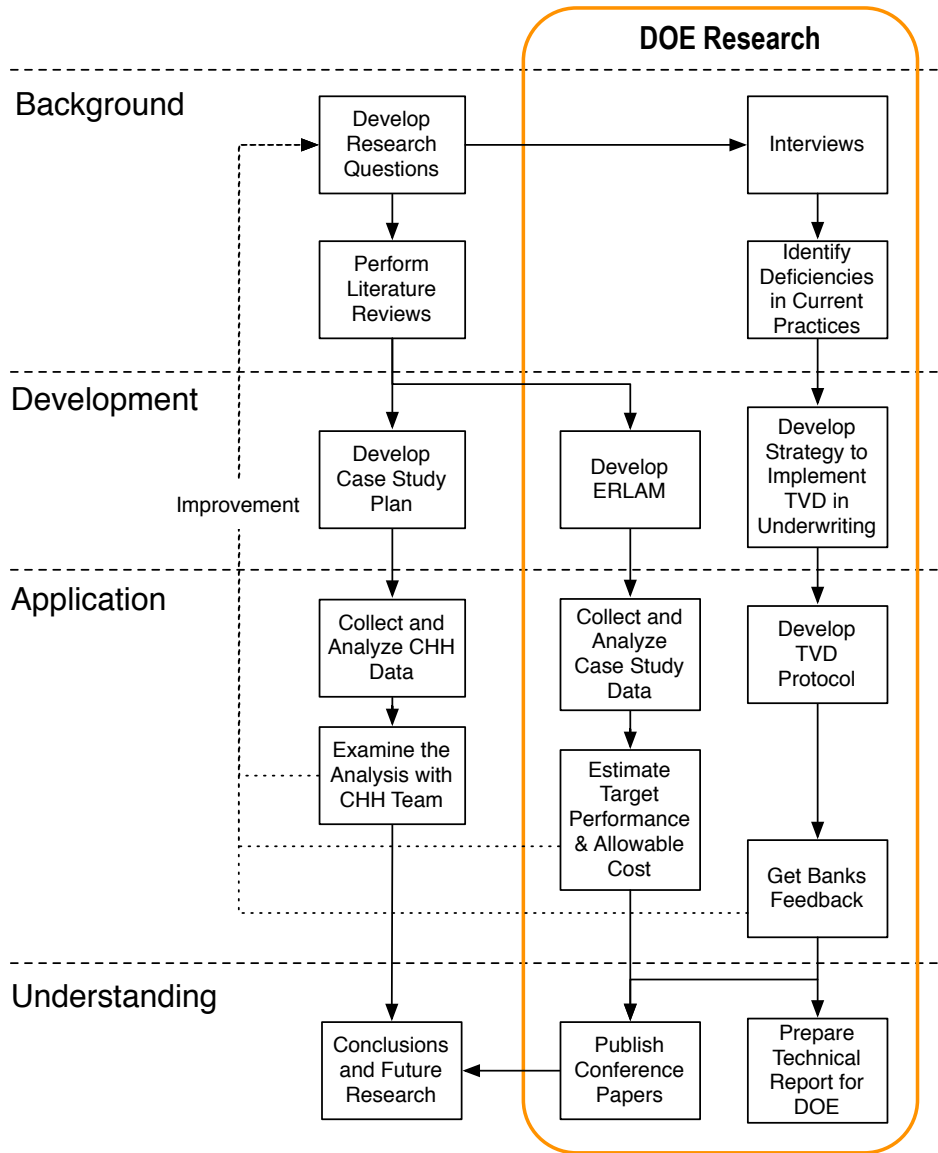 DOE Research
Background
Develop
Research
Questions
Interviews
Perform
Literature
Reviews
Identify
Deficiencies
in Current
Practices
Development
Develop
Case Study
Plan
Develop
ERLAM
Develop
Strategy to
Implement
TVD in
Underwriting
Improvement
Application
Collect and
Analyze CHH
Data
Collect and
Analyze
Case Study
Data
Develop
TVD
Protocol
Examine the
Analysis with
CHH Team
Estimate
Target
Performance
& Allowable
Cost
Get Banks
Feedback
Understanding
Conclusions
and Future
Research
Publish
Conference
Papers
Prepare
Technical
Report for
DOE